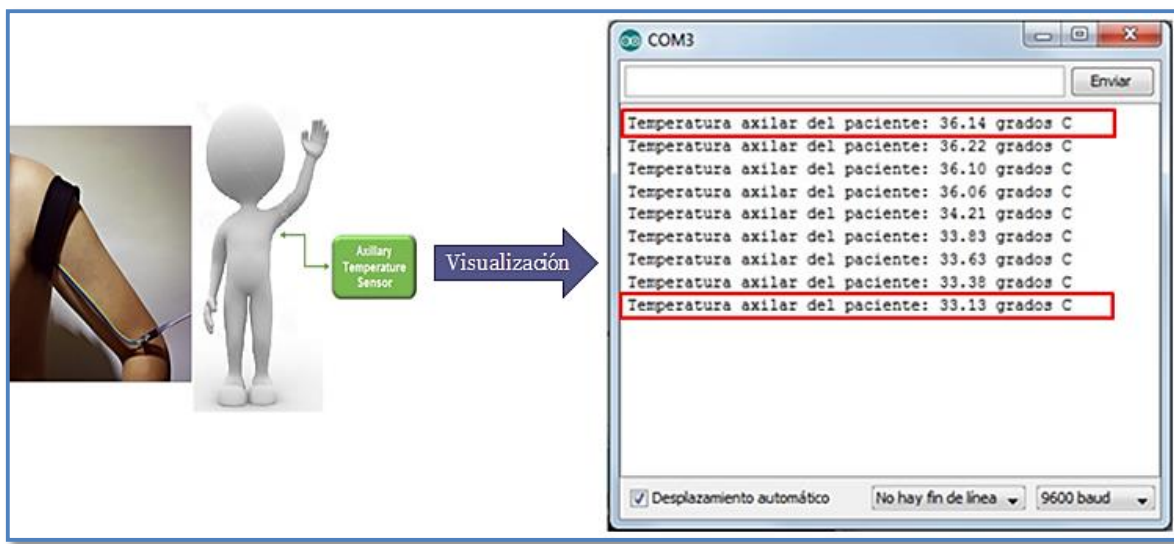 Axillary
Temperature
Sensor
Visualización
COM3
Enviar
Temperatura axilar del paciente: 36.14 grados C
Temperatura axilar del paciente: 36.22 grados C
Temperatura axilar del paciente: 36.10 grados C
Temperatura axilar del paciente: 36.06 grados C
Temperatura axilar del paciente: 34.21 grados C
Temperatura axilar del paciente: 33.83 grados C
Temperatura axilar del paciente: 33.63 grados C
Temperatura axilar del paciente: 33.38 grados C
Temperatura axilar del paciente: 33.13 grados C
Desplazamiento automático No hay fin de línea 9600 baud